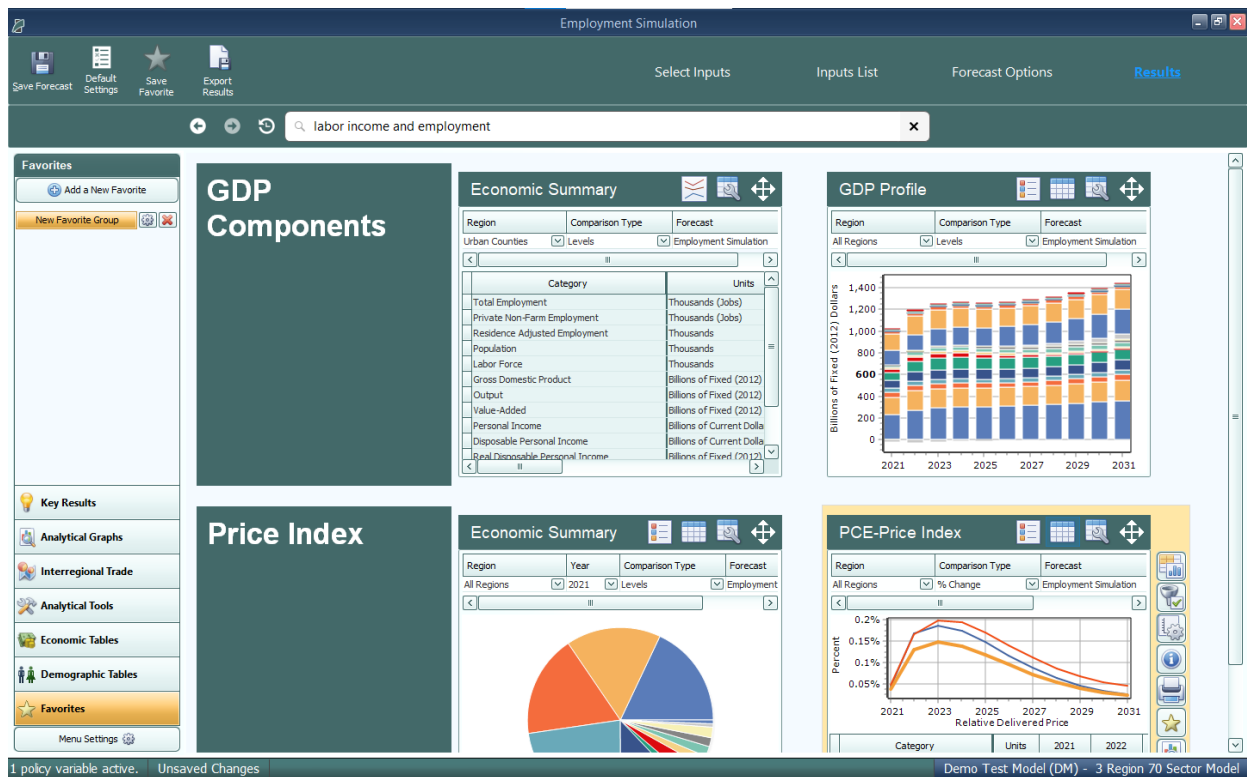 Employment Simulation
Save Forecast
Default Settings
Save Favorite
Export Results
Select Inputs
Inputs List
Forecast Options
Results
labor income and employment
Favorites
Add a New Favorite
New Favorite Group
Key Results
Analytical Graphs
Interregional Trade
Analytical Tools
Economic Tables
Demographic Tables
Favorites
Menu Settings
GDP
Components
Economic Summary
Region Comparison Type Forecast
Urban Counties Levels Employment Simulation
Category Units
Total Employment Thousands (Jobs)
Private Non-Farm Employment Thousands (Jobs)
Residence Adjusted Employment Thousands
Population Thousands
Labor Force Thousands
Gross Domestic Product Billions of Fixed (2012)
Output Billions of Fixed (2012)
Value-Added Billions of Fixed (2012)
Personal Income Billions of Current Dolla
Disposable Personal Income Billions of Current Dolla
Real Disposable Personal Income Billions of Fixed (2012)
GDP Profile
Region Comparison Type Forecast
All Regions Levels Employment Simulation
Billions of Fixed (2012) Dollars
1,400
1,200
1,000
800
600
400
200
0
2021 2023 2025 2027 2029 2031
Price Index
Economic Summary
Region Year Comparison Type Forecast
All Regions 2021 Levels Employment
PCE-Price Index
Region Comparison Type Forecast
All Regions % Change Employment Simulation
Percent
0.2%
0.15%
0.1%
0.05%
2021 2023 2025 2027 2029 2031
Relative Delivered Price
Category Units 2021 2022
1 policy variable active. Unsaved Changes
Demo Test Model (DM) - 3 Region 70 Sector Model